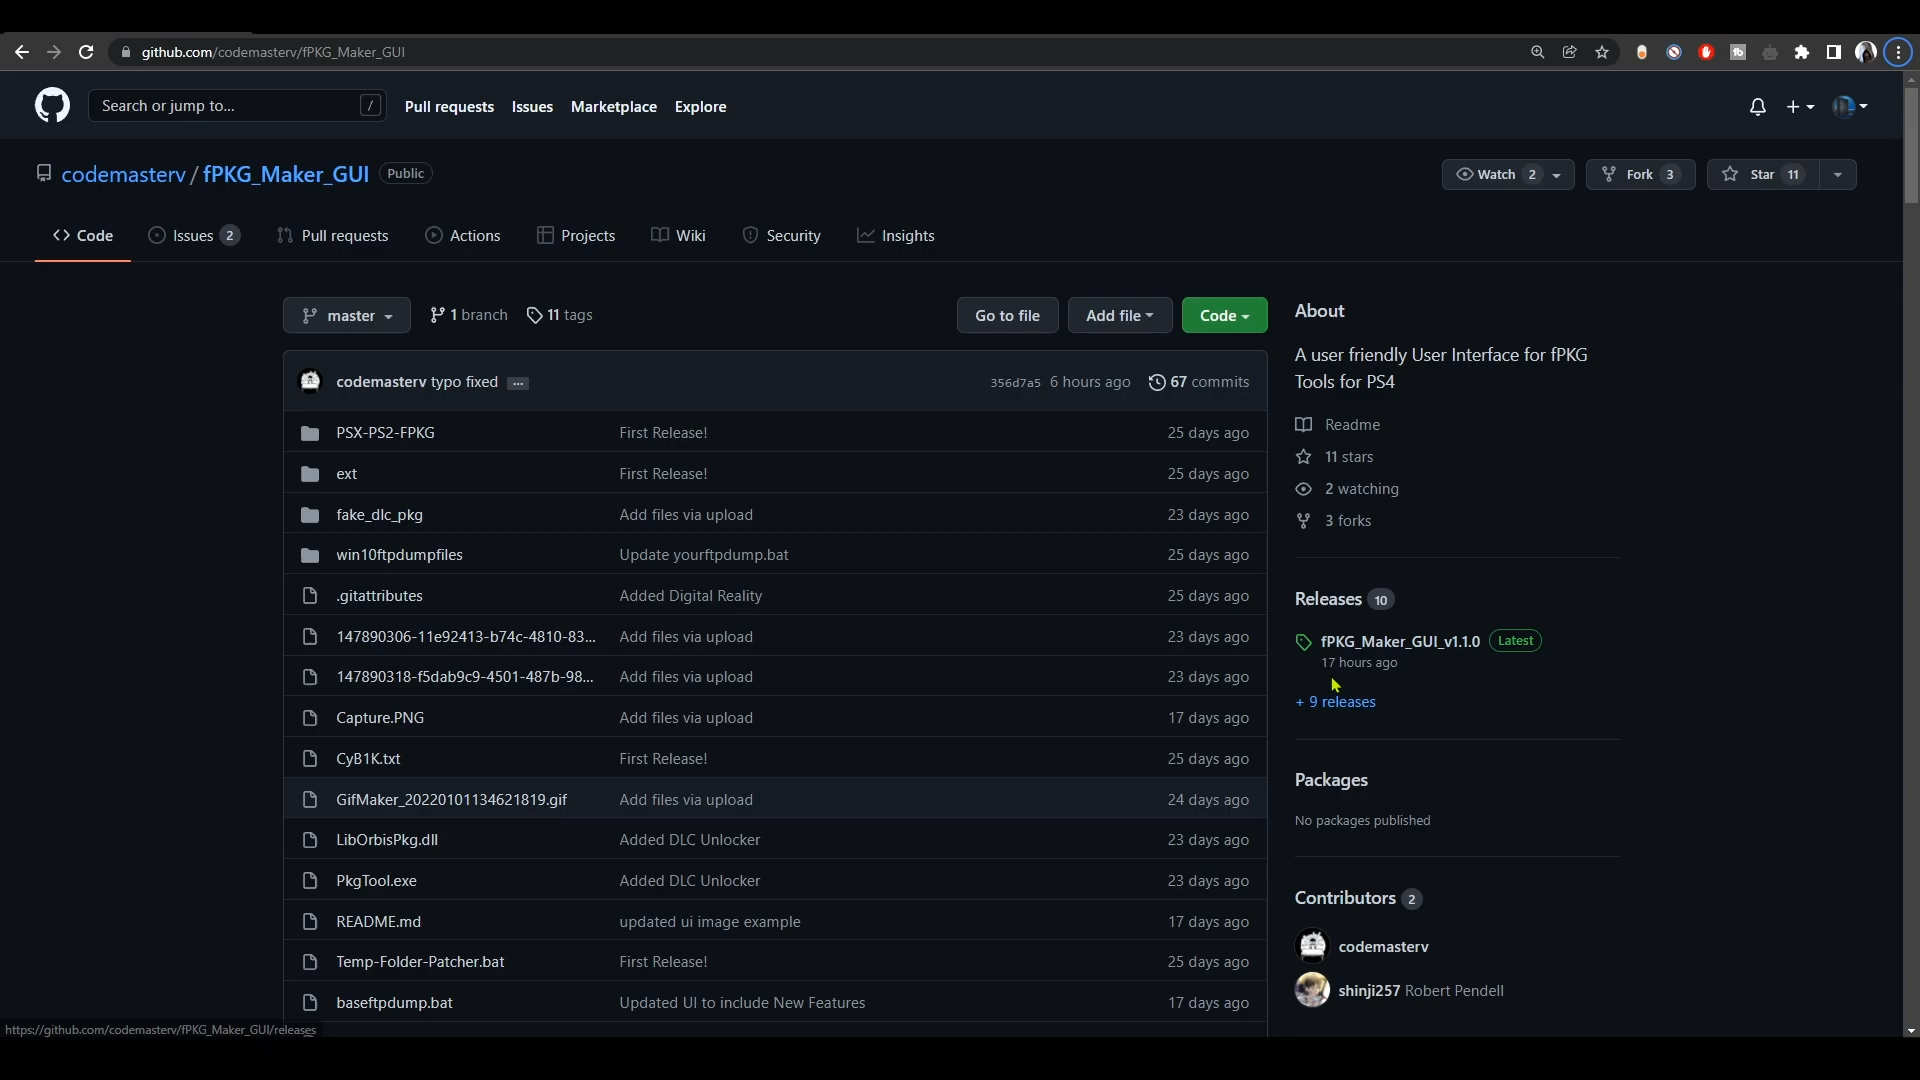 github.com/codemasterv/fPKG_Maker_GUI
Search or jump to... /
Pull requests Issues Marketplace Explore
codemasterv / fPKG_Maker_GUI Public
Watch 2 Fork 3 Star 11
Code Issues 2 Pull requests Actions Projects Wiki Security Insights
master 1 branch 11 tags Go to file Add file Code
codemasterv typo fixed ... 356d7a5 6 hours ago 67 commits
PSX-PS2-FPKG First Release! 25 days ago
ext First Release! 25 days ago
fake_dlc_pkg Add files via upload 23 days ago
win10ftpdumpfiles Update yourftpdump.bat 25 days ago
.gitattributes Added Digital Reality 25 days ago
147890306-11e92413-b74c-4810-83... Add files via upload 23 days ago
147890318-f5dab9c9-4501-487b-98... Add files via upload 23 days ago
Capture.PNG Add files via upload 17 days ago
CyB1K.txt First Release! 25 days ago
GifMaker_20220101134621819.gif Add files via upload 24 days ago
LibOrbisPkg.dll Added DLC Unlocker 23 days ago
PkgTool.exe Added DLC Unlocker 23 days ago
README.md updated ui image example 17 days ago
Temp-Folder-Patcher.bat First Release! 25 days ago
baseftpdump.bat Updated UI to include New Features 17 days ago
About
A user friendly User Interface for fPKG
Tools for PS4
Readme
11 stars
2 watching
3 forks
Releases 10
fPKG_Maker_GUI_v1.1.0 Latest
17 hours ago
+ 9 releases
Packages
No packages published
Contributors 2
codemasterv
shinji257 Robert Pendell
https://github.com/codemasterv/fPKG_Maker_GUI/releases